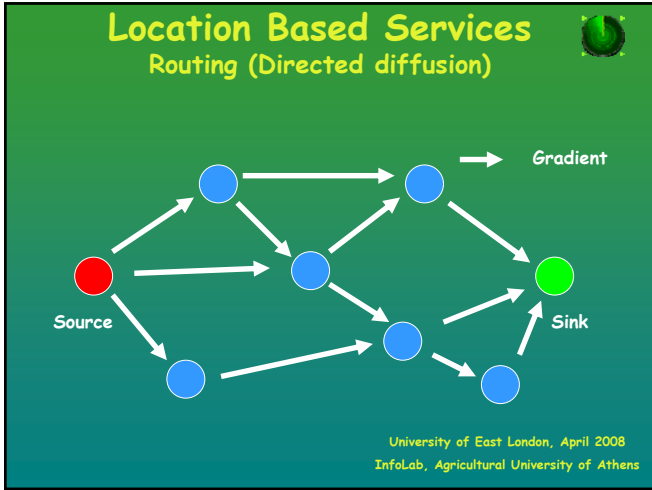 Location Based Services
Routing (Directed diffusion)
Gradient
Source
Sink
University of East London, April 2008
InfoLab, Agricultural University of Athens